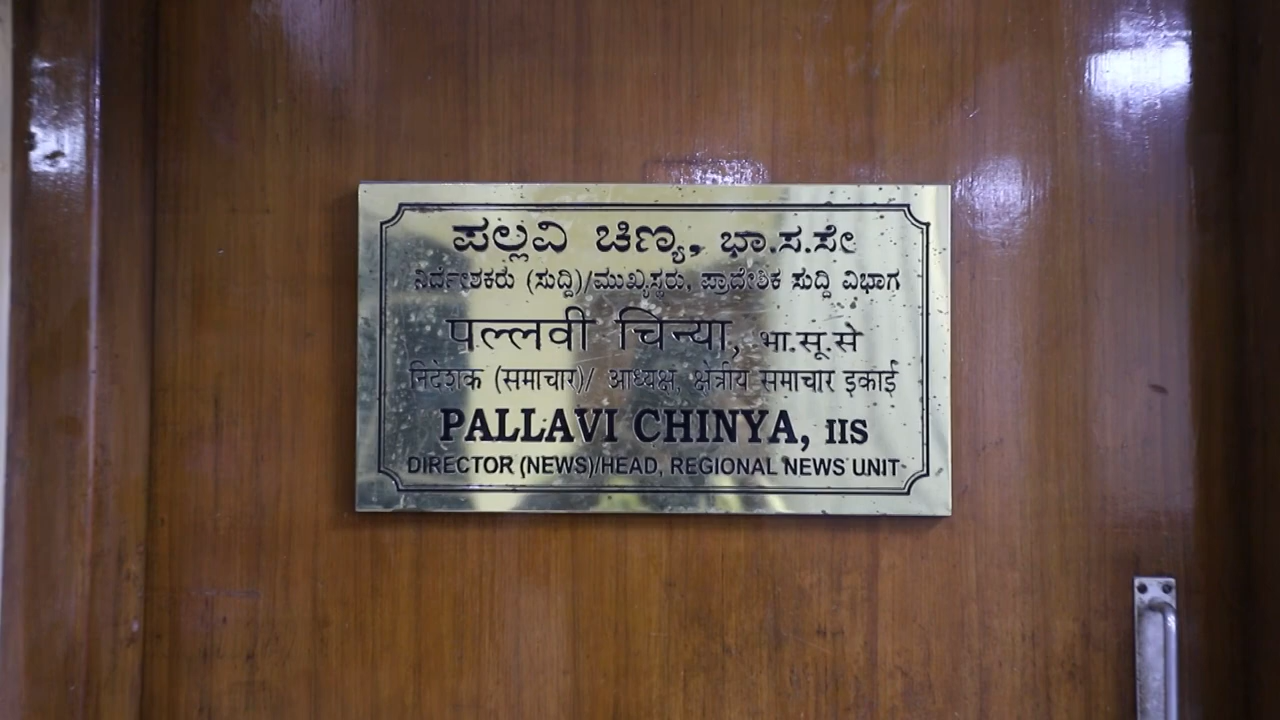 ಪಲ್ಲವಿ ಚಿಣ್ಯ, ಭಾ.ಸ.ಸೇ
ನಿರ್ದೇಶಕರು (ಸುದ್ದಿ)/ಮುಖ್ಯಸ್ಥರು, ಪ್ರಾದೇಶಿಕ ಸುದ್ದಿ ವಿಭಾಗ
पल्लवी चिन्या, भा.सू.से
निदेशक (समाचार)/ आध्यक्ष, क्षेत्रीय समाचार इकाई
PALLAVI CHINYA, IIS
DIRECTOR (NEWS)/HEAD, REGIONAL NEWS UNIT